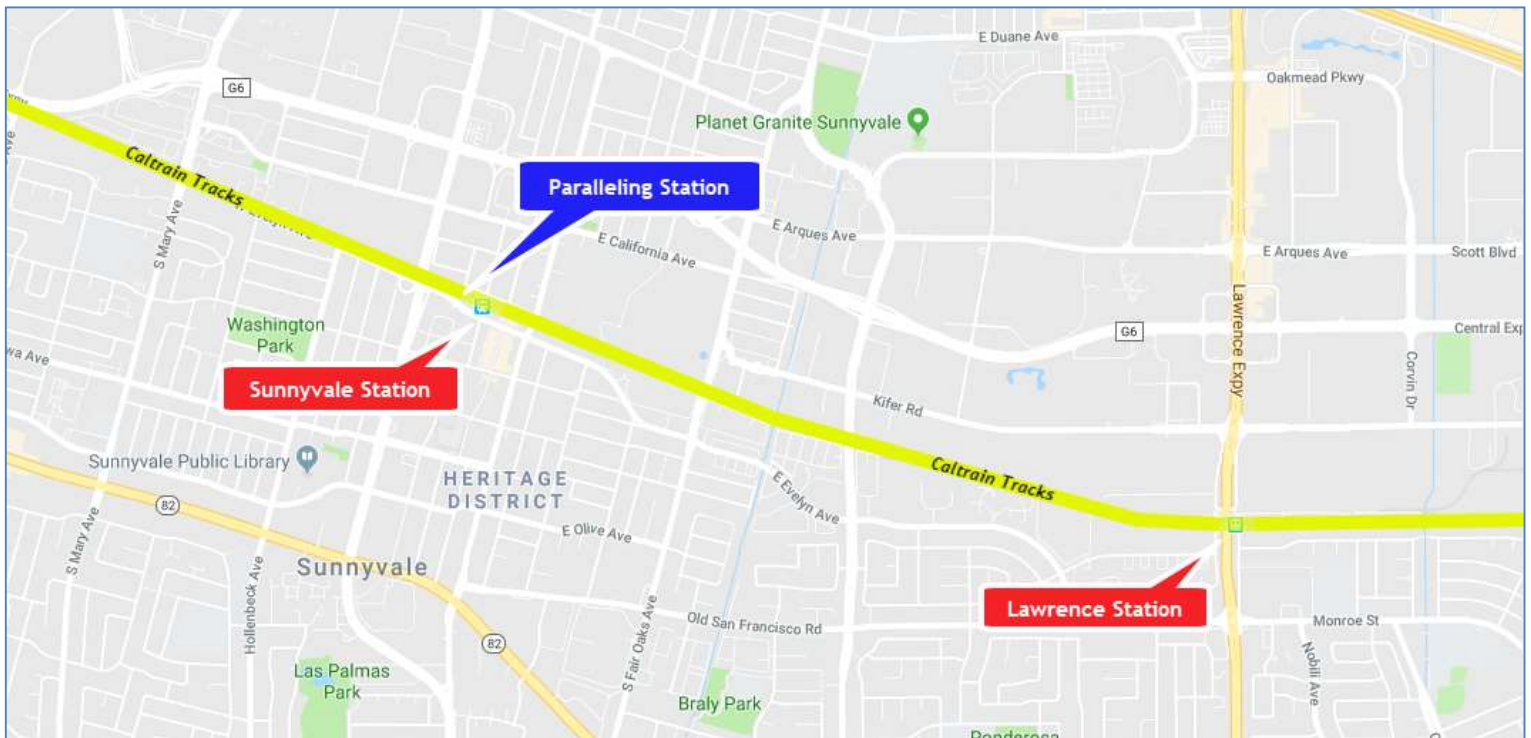 E Duane Ave
G6
Oakmead Pkwy
Planet Granite Sunnyvale
Caltrain Tracks
Paralleling Station
S Mary Ave
E Arques Ave
E California Ave
E Arques Ave
Scott Blvd
Lawrence Expy
Washington
Park
G6
Central Exp
Sunnyvale Station
Corvin Dr
Kifer Rd
Sunnyvale Public Library
HERITAGE
DISTRICT
Caltrain Tracks
E Evelyn Ave
82
S Mary Ave
E Olive Ave
Sunnyvale
Hollenbeck Ave
Lawrence Station
Old San Francisco Rd
Monroe St
82
S Fair Oaks Ave
Nobili Ave
Las Palmas
Park
Braly Park
Ponderosa